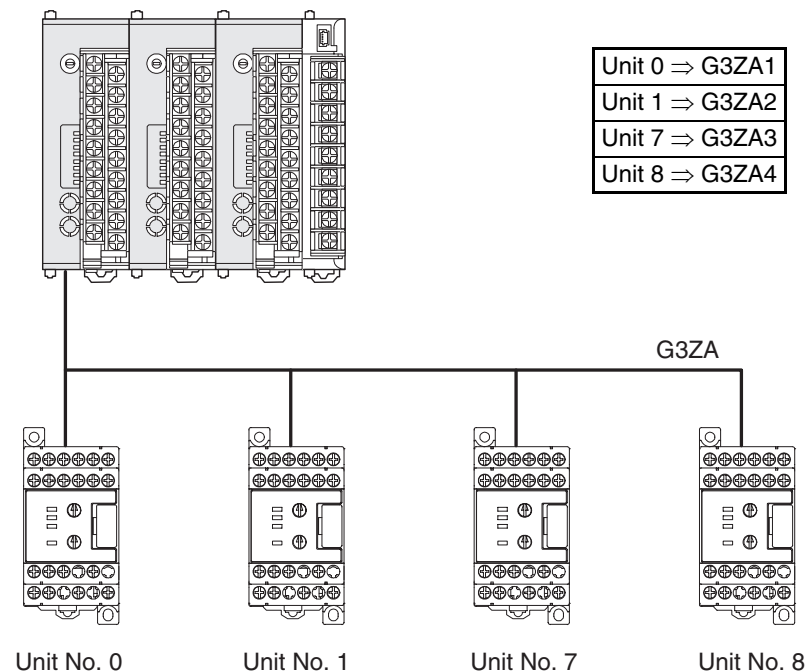 Unit 0 ⇒ G3ZA1
Unit 1 ⇒ G3ZA2
Unit 7 ⇒ G3ZA3
Unit 8 ⇒ G3ZA4
G3ZA
Unit No. 0 Unit No. 1 Unit No. 7 Unit No. 8